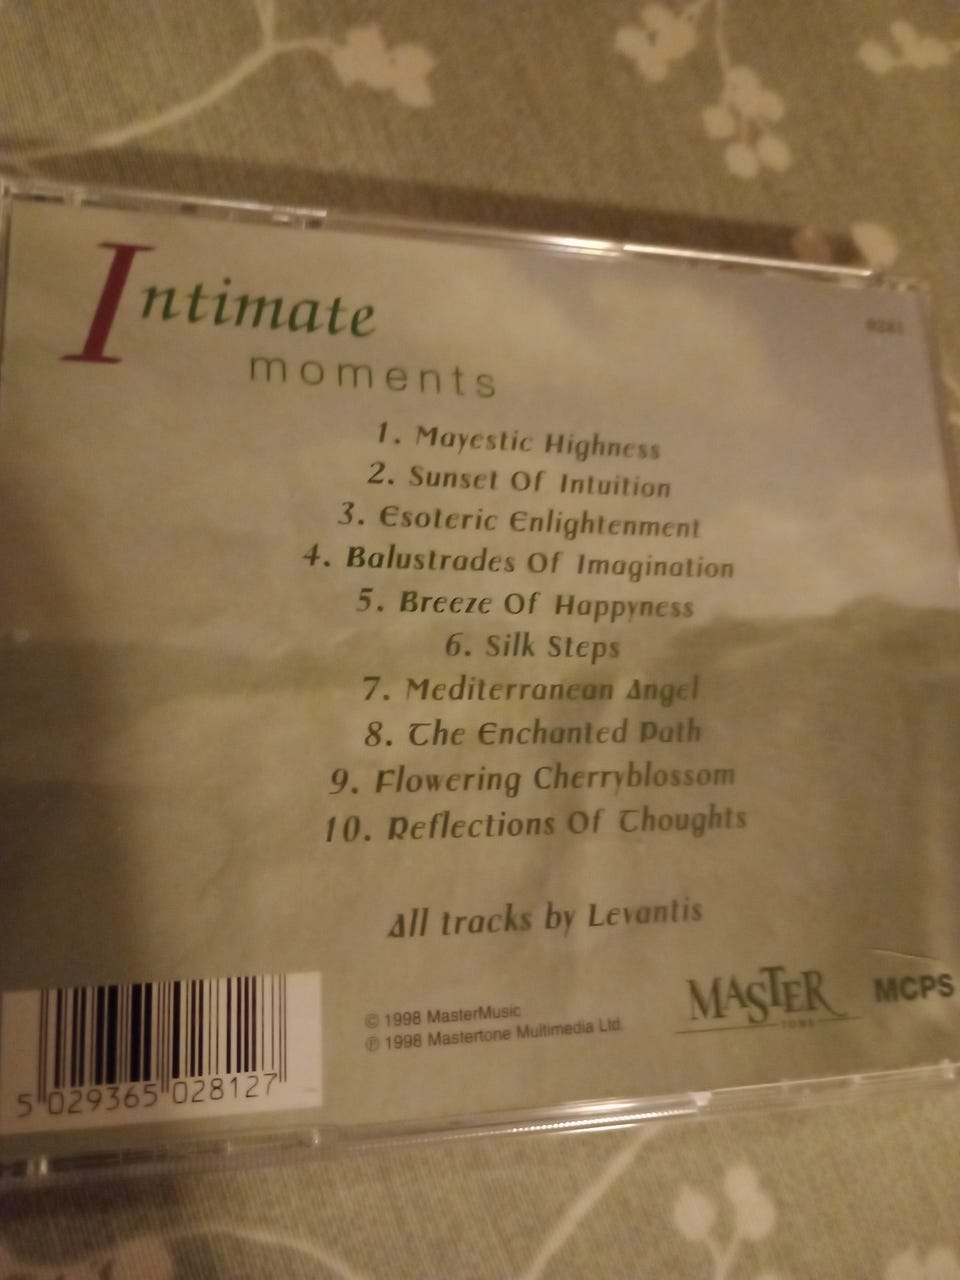 Intimate
moments
1. Mayestic Highness
2. Sunset Of Intuition
3. Esoteric Enlightenment
4. Balustrades Of Imagination
5. Breeze Of Happyness
6. Silk Steps
7. Mediterranean Angel
8. The Enchanted Path
9. Flowering Cherryblossom
10. Reflections Of Thoughts
All tracks by Levantis
© 1998 MasterMusic
℗ 1998 Mastertone Multimedia Ltd.
MASTER
TONE
MCPS
5 029365 028127